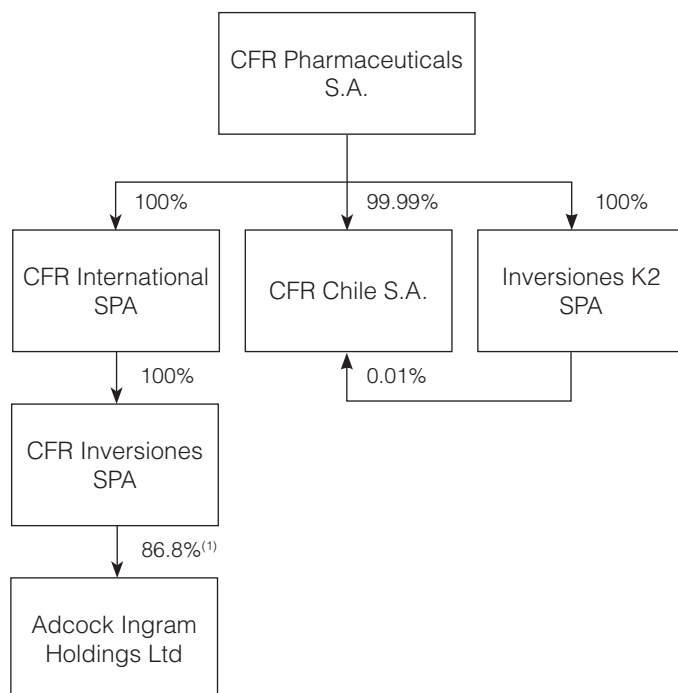 CFR Pharmaceuticals
S.A.
100%
99.99%
100%
CFR International
SPA
CFR Chile S.A.
Inversiones K2
SPA
100%
0.01%
CFR Inversiones
SPA
86.8%(1)
Adcock Ingram
Holdings Ltd